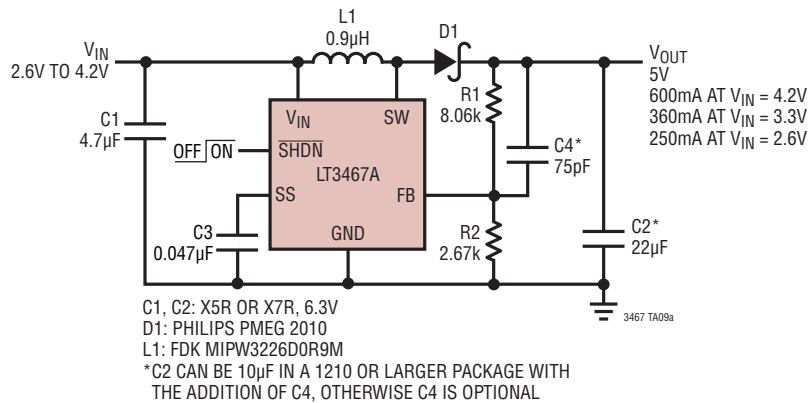 L1
0.9µH
D1
VIN
2.6V TO 4.2V
VOUT
5V
600mA AT VIN = 4.2V
360mA AT VIN = 3.3V
250mA AT VIN = 2.6V
C1
4.7µF
VIN
SW
R1
8.06k
C4*
75pF
OFF ON
SHDN
LT3467A
SS
FB
C3
0.047µF
GND
R2
2.67k
C2*
22µF
3467 TA09a
C1, C2: X5R OR X7R, 6.3V
D1: PHILIPS PMEG 2010
L1: FDK MIPW3226D0R9M
*C2 CAN BE 10µF IN A 1210 OR LARGER PACKAGE WITH
THE ADDITION OF C4, OTHERWISE C4 IS OPTIONAL